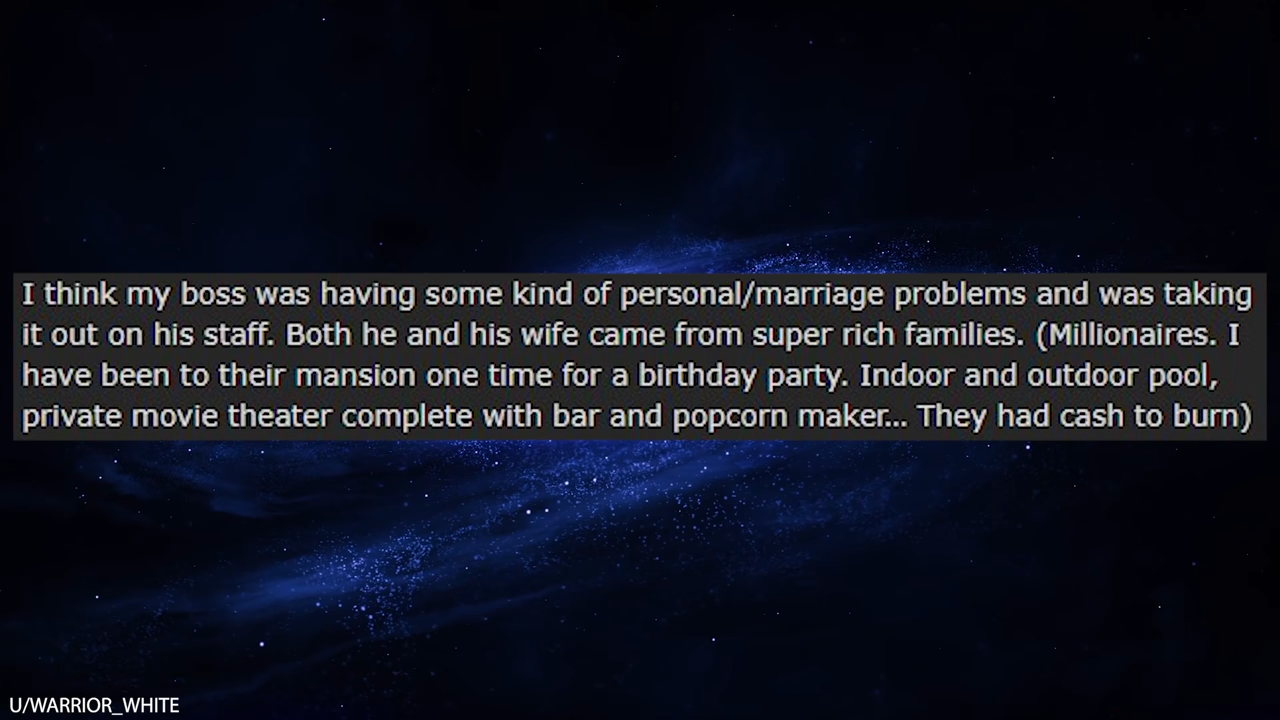 I think my boss was having some kind of personal/marriage problems and was taking
it out on his staff. Both he and his wife came from super rich families. (Millionaires. I
have been to their mansion one time for a birthday party. Indoor and outdoor pool,
private movie theater complete with bar and popcorn maker... They had cash to burn)
U/WARRIOR_WHITE